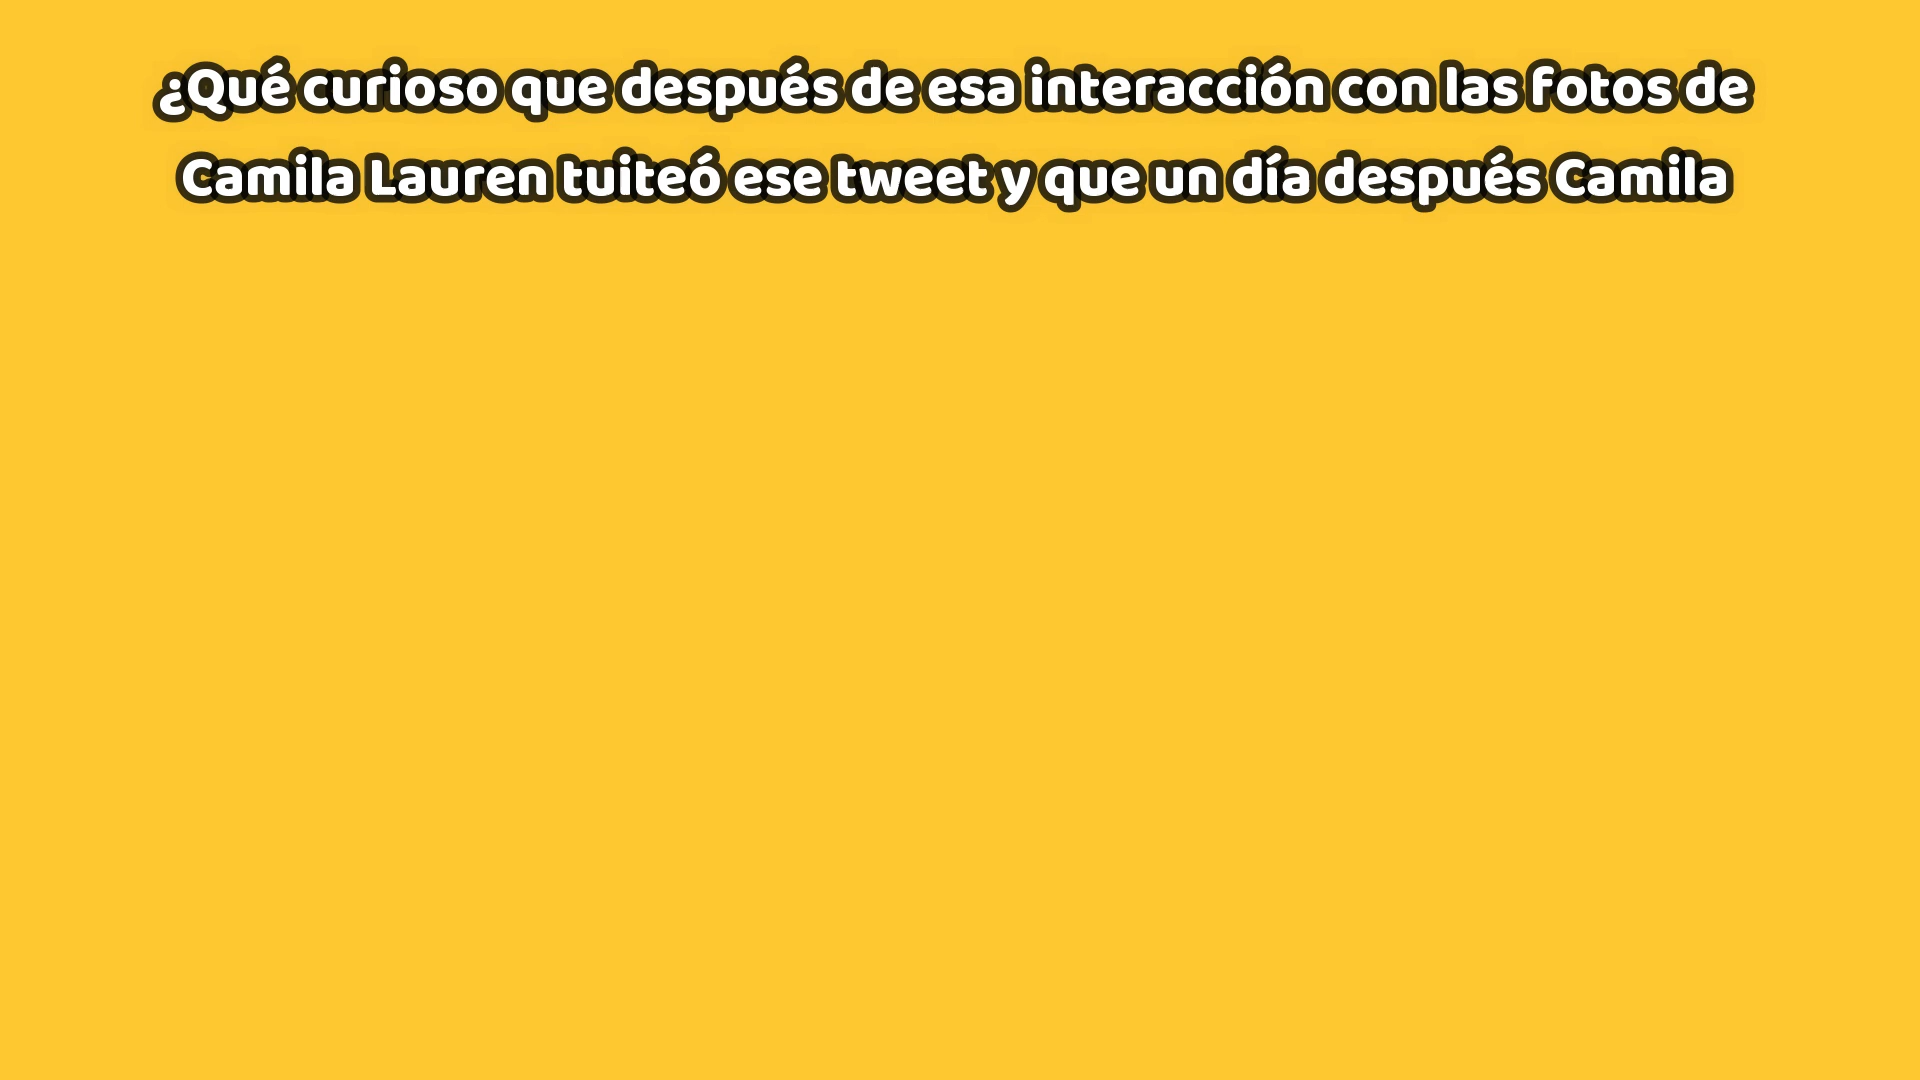 ¿Qué curioso que después de esa interacción con las fotos de
Camila Lauren tuiteó ese tweet y que un día después Camila